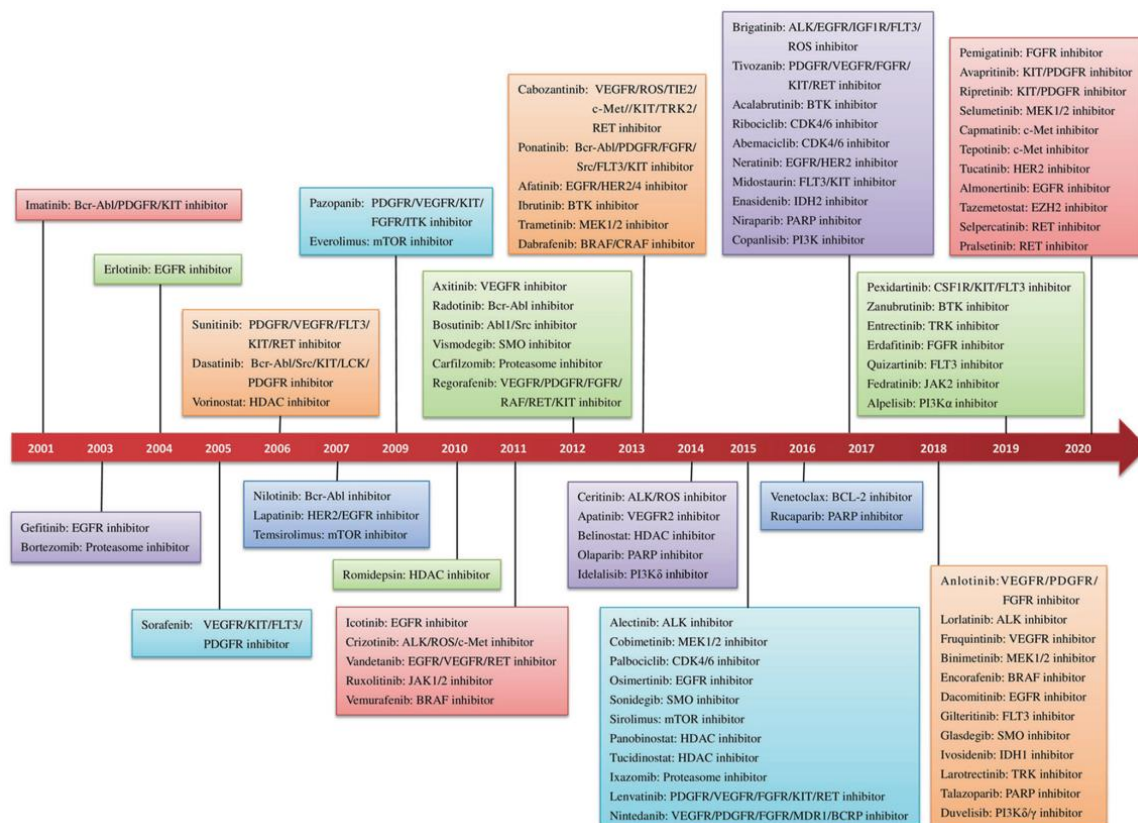 Imatinib: Bcr-Abl/PDGFR/KIT inhibitor
Erlotinib: EGFR inhibitor
Sunitinib: PDGFR/VEGFR/FLT3/
KIT/RET inhibitor
Dasatinib: Bcr-Abl/Src/KIT/LCK/
PDGFR inhibitor
Vorinostat: HDAC inhibitor
Pazopanib: PDGFR/VEGFR/KIT/
FGFR/ITK inhibitor
Everolimus: mTOR inhibitor
Axitinib: VEGFR inhibitor
Radotinib: Bcr-Abl inhibitor
Bosutinib: Abl1/Src inhibitor
Vismodegib: SMO inhibitor
Carfilzomib: Proteasome inhibitor
Regorafenib: VEGFR/PDGFR/FGFR/
RAF/RET/KIT inhibitor
Cabozantinib: VEGFR/ROS/TIE2/
c-Met//KIT/TRK2/
RET inhibitor
Ponatinib: Bcr-Abl/PDGFR/FGFR/
Src/FLT3/KIT inhibitor
Afatinib: EGFR/HER2/4 inhibitor
Ibrutinib: BTK inhibitor
Trametinib: MEK1/2 inhibitor
Dabrafenib: BRAF/CRAF inhibitor
Brigatinib: ALK/EGFR/IGF1R/FLT3/
ROS inhibitor
Tivozanib: PDGFR/VEGFR/FGFR/
KIT/RET inhibitor
Acalabrutinib: BTK inhibitor
Ribociclib: CDK4/6 inhibitor
Abemaciclib: CDK4/6 inhibitor
Neratinib: EGFR/HER2 inhibitor
Midostaurin: FLT3/KIT inhibitor
Enasidenib: IDH2 inhibitor
Niraparib: PARP inhibitor
Copanlisib: PI3K inhibitor
Pexidartinib: CSF1R/KIT/FLT3 inhibitor
Zanubrutinib: BTK inhibitor
Entrectinib: TRK inhibitor
Erdafitinib: FGFR inhibitor
Quizartinib: FLT3 inhibitor
Fedratinib: JAK2 inhibitor
Alpelisib: PI3Kα inhibitor
Pemigatinib: FGFR inhibitor
Avapritinib: KIT/PDGFR inhibitor
Ripretinib: KIT/PDGFR inhibitor
Selumetinib: MEK1/2 inhibitor
Capmatinib: c-Met inhibitor
Tepotinib: c-Met inhibitor
Tucatinib: HER2 inhibitor
Almonertinib: EGFR inhibitor
Tazemetostat: EZH2 inhibitor
Selpercatinib: RET inhibitor
Pralsetinib: RET inhibitor
2001 2003 2004 2005 2006 2007 2009 2010 2011 2012 2013 2014 2015 2016 2017 2018 2019 2020
Gefitinib: EGFR inhibitor
Bortezomib: Proteasome inhibitor
Sorafenib: VEGFR/KIT/FLT3/
PDGFR inhibitor
Nilotinib: Bcr-Abl inhibitor
Lapatinib: HER2/EGFR inhibitor
Temsirolimus: mTOR inhibitor
Romidepsin: HDAC inhibitor
Icotinib: EGFR inhibitor
Crizotinib: ALK/ROS/c-Met inhibitor
Vandetanib: EGFR/VEGFR/RET inhibitor
Ruxolitinib: JAK1/2 inhibitor
Vemurafenib: BRAF inhibitor
Ceritinib: ALK/ROS inhibitor
Apatinib: VEGFR2 inhibitor
Belinostat: HDAC inhibitor
Olaparib: PARP inhibitor
Idelalisib: PI3Kδ inhibitor
Alectinib: ALK inhibitor
Cobimetinib: MEK1/2 inhibitor
Palbociclib: CDK4/6 inhibitor
Osimertinib: EGFR inhibitor
Sonidegib: SMO inhibitor
Sirolimus: mTOR inhibitor
Panobinostat: HDAC inhibitor
Tucidinostat: HDAC inhibitor
Ixazomib: Proteasome inhibitor
Lenvatinib: PDGFR/VEGFR/FGFR/KIT/RET inhibitor
Nintedanib: VEGFR/PDGFR/FGFR/MDR1/BCRP inhibitor
Venetoclax: BCL-2 inhibitor
Rucaparib: PARP inhibitor
Anlotinib: VEGFR/PDGFR/
FGFR inhibitor
Lorlatinib: ALK inhibitor
Fruquintinib: VEGFR inhibitor
Binimetinib: MEK1/2 inhibitor
Encorafenib: BRAF inhibitor
Dacomitinib: EGFR inhibitor
Gilteritinib: FLT3 inhibitor
Glasdegib: SMO inhibitor
Ivosidenib: IDH1 inhibitor
Larotrectinib: TRK inhibitor
Talazoparib: PARP inhibitor
Duvelisib: PI3Kδ/γ inhibitor